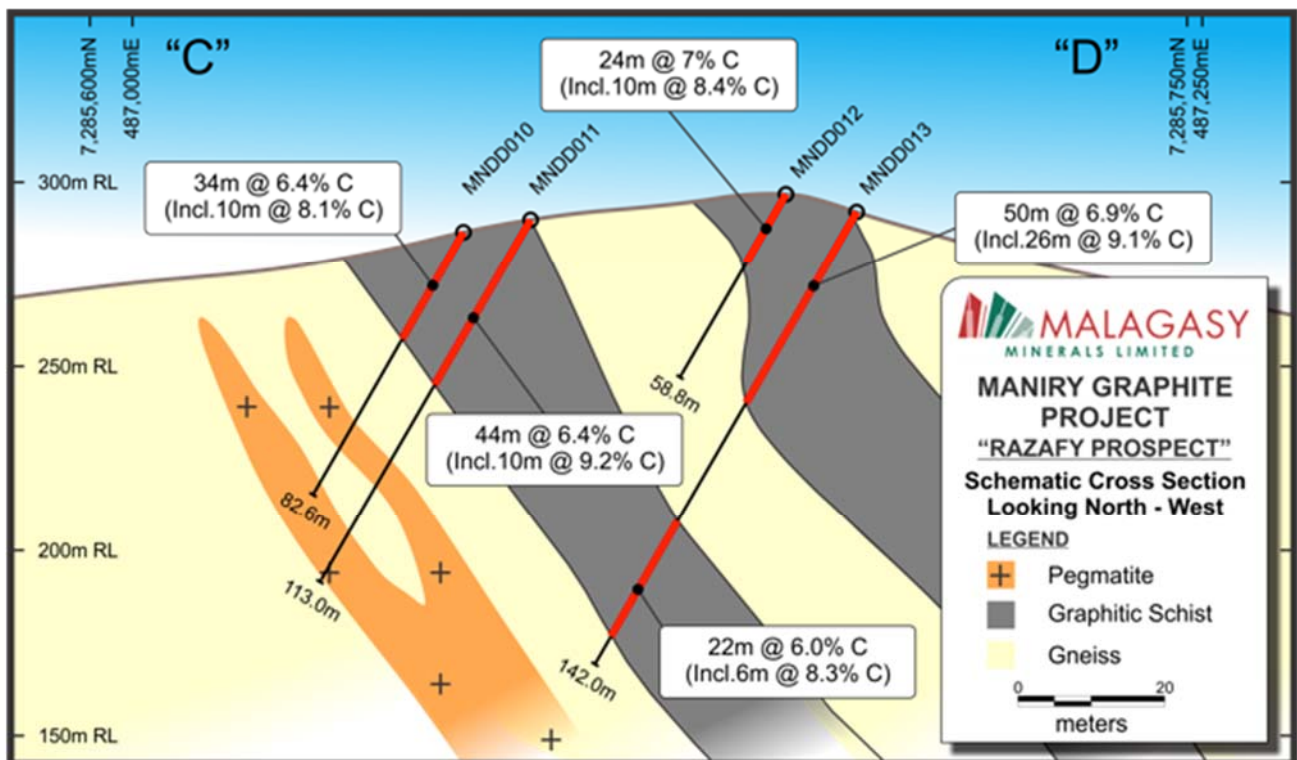 "C"
"D"
7,285,600mN
487,000mE
7,285,750mN
487,250mE
24m @ 7% C
(Incl.10m @ 8.4% C)
MNDD010
MNDD011
MNDD012
MNDD013
34m @ 6.4% C
(Incl.10m @ 8.1% C)
50m @ 6.9% C
(Incl.26m @ 9.1% C)
300m RL
250m RL
200m RL
150m RL
58.8m
44m @ 6.4% C
(Incl.10m @ 9.2% C)
82.6m
113.0m
142.0m
22m @ 6.0% C
(Incl.6m @ 8.3% C)
MALAGASY
MINERALS LIMITED
MANIRY GRAPHITE
PROJECT
"RAZAFY PROSPECT"
Schematic Cross Section
Looking North - West
LEGEND
Pegmatite
Graphitic Schist
Gneiss
0 20
meters